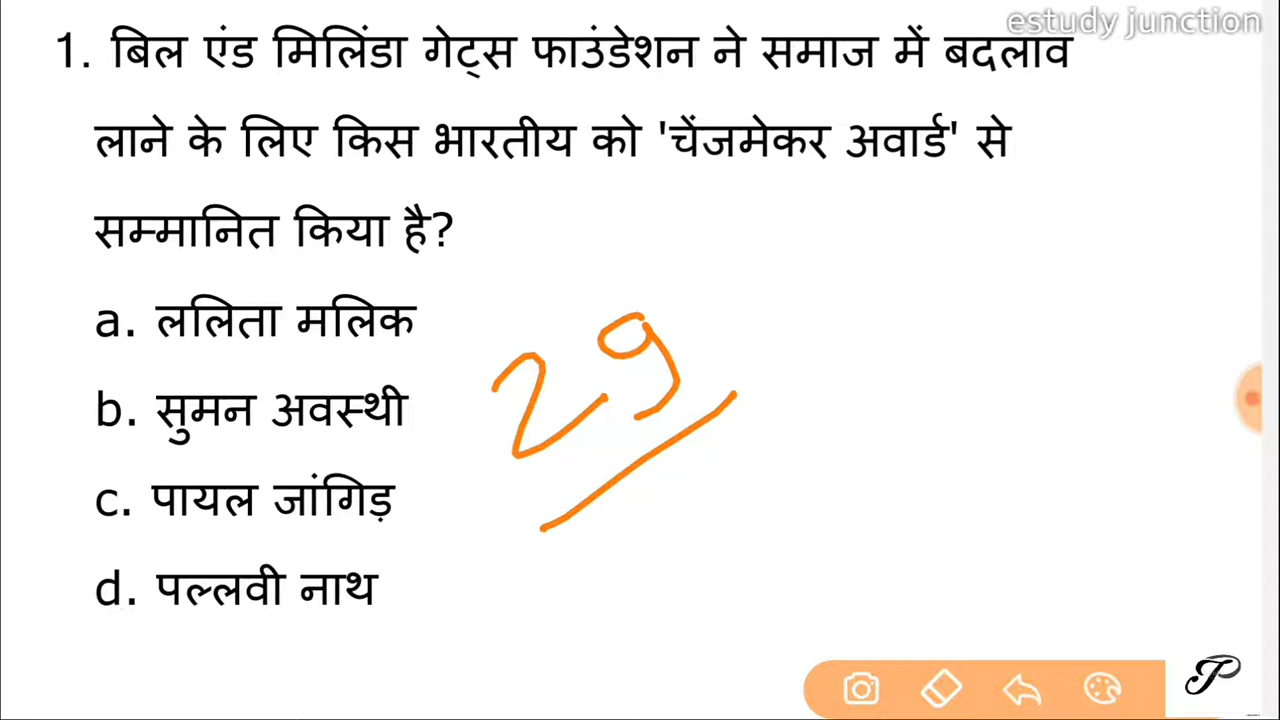 estudy junction
1. बिल एंड मिलिंडा गेट्स फाउंडेशन ने समाज में बदलाव
लाने के लिए किस भारतीय को 'चेंजमेकर अवार्ड' से
सम्मानित किया है?
a. ललिता मलिक
b. सुमन अवस्थी
c. पायल जांगिड़
d. पल्लवी नाथ
29